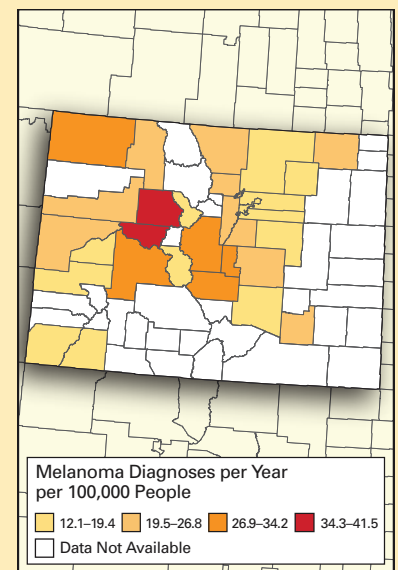 Melanoma Diagnoses per Year
per 100,000 People
12.1–19.4 19.5–26.8 26.9–34.2 34.3–41.5
Data Not Available